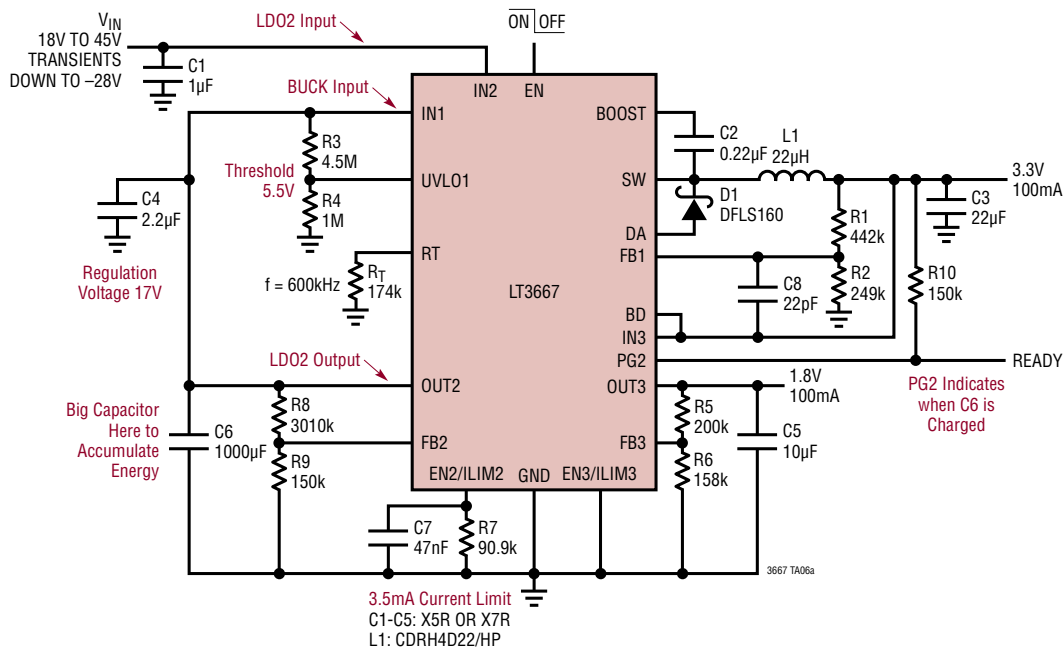 V_IN
18V TO 45V
TRANSIENTS
DOWN TO –28V
C1
1µF
LDO2 Input
ON OFF
BUCK Input
IN2
EN
IN1
BOOST
R3
4.5M
Threshold
5.5V
UVLO1
R4
1M
C4
2.2µF
Regulation
Voltage 17V
RT
f = 600kHz
R_T
174k
LT3667
C2
0.22µF
L1
22µH
SW
D1
DFLS160
DA
3.3V
100mA
C3
22µF
R1
442k
FB1
R2
249k
R10
150k
C8
22pF
BD
IN3
PG2
READY
PG2 Indicates
when C6 is
Charged
LDO2 Output
OUT2
OUT3
1.8V
100mA
Big Capacitor
Here to
Accumulate
Energy
C6
1000µF
R8
3010k
FB2
R9
150k
R5
200k
FB3
R6
158k
C5
10µF
EN2/ILIM2
GND
EN3/ILIM3
C7
47nF
R7
90.9k
3667 TA06a
3.5mA Current Limit
C1-C5: X5R OR X7R
L1: CDRH4D22/HP